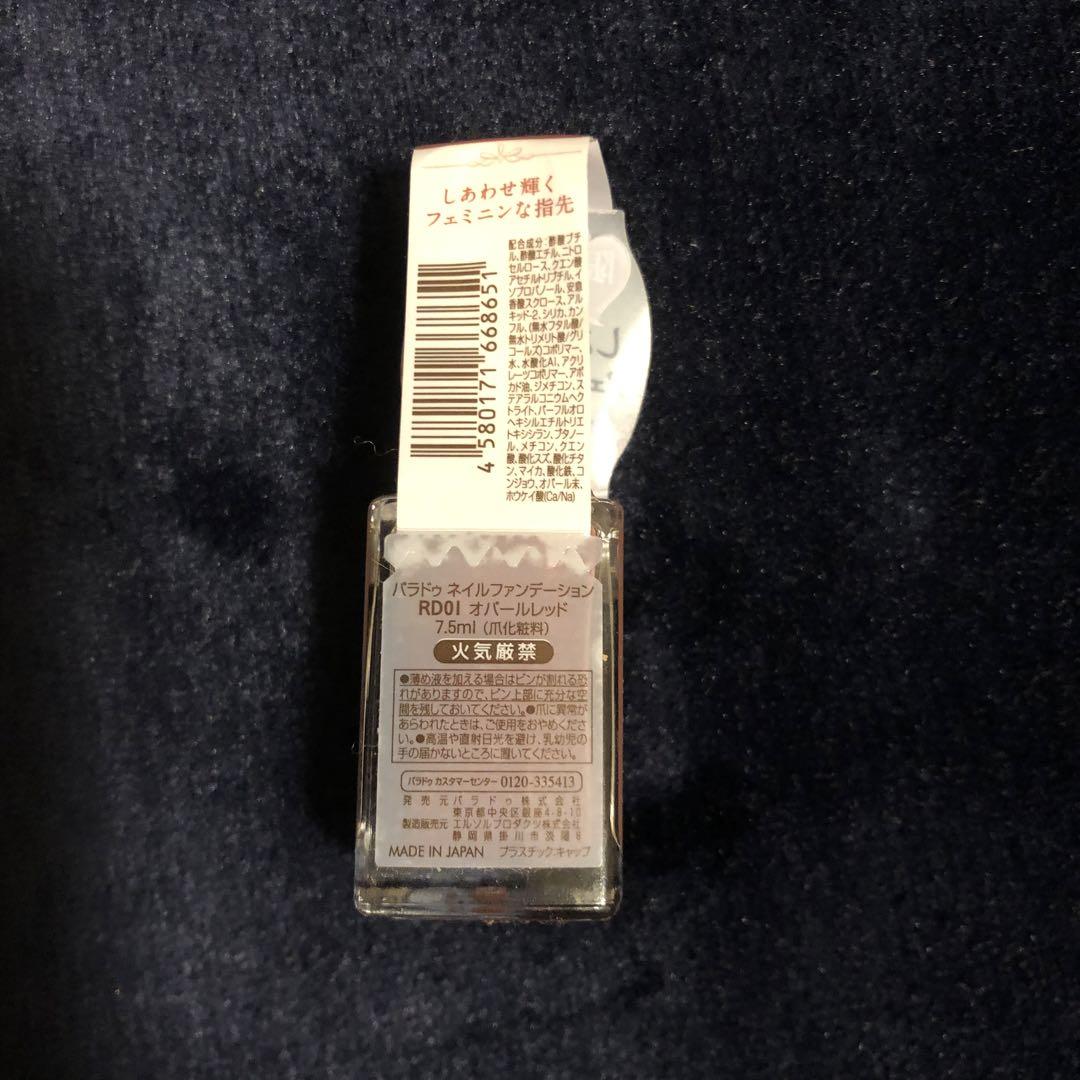 しあわせ輝く
フェミニンな指先
配合成分:酢酸ブチ
ル、酢酸エチル、ニトロ
セルロース、クエン酸
アセチルトリブチル、イ
ソプロパノール、安息
香酸スクロース、アル
キッド-2、シリカ、カン
フル、(無水フタル酸/
無水トリメリト酸/グリ
コールズ)コポリマー、
水、水酸化Al、アクリ
レーツコポリマー、アボ
カド油、ジメチコン、ス
テアラルコニウムヘク
トライト、パーフルオロ
ヘキシルエチルトリエ
トキシシラン、ブタノー
ル、メチコン、クエン
酸、酸化スズ、酸化チタ
ン、マイカ、酸化鉄、コ
ンジョウ、オパール末、
ホウケイ酸(Ca/Na)
4 580171 668651
パラドゥ ネイルファンデーション
RD01 オパールレッド
7.5ml (爪化粧料)
火気厳禁
●薄め液を加える場合はビンが割れる恐
れがありますので、ビン上部に充分な空
間を残しておいてください。●爪に異常が
あらわれたときは、ご使用をおやめくださ
い。●高温や直射日光を避け、乳幼児の
手の届かないところに置いてください。
パラドゥ カスタマーセンター 0120-335413
発売元 パラドゥ株式会社
東京都中央区銀座4-8-10
製造販売元 エルソルプロダクツ株式会社
静岡県掛川市淡陽8
MADE IN JAPAN プラスチック:キャップ